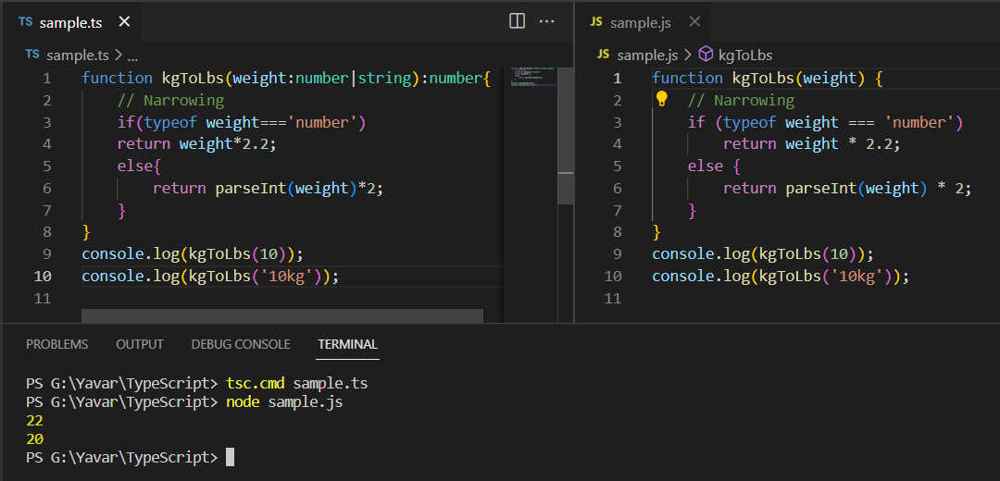 TS sample.ts ×
TS sample.ts > ...
1 function kgToLbs(weight:number|string):number{
2 // Narrowing
3 if(typeof weight==='number')
4 return weight*2.2;
5 else{
6 return parseInt(weight)*2;
7 }
8 }
9 console.log(kgToLbs(10));
10 console.log(kgToLbs('10kg'));
11
JS sample.js ×
JS sample.js > kgToLbs
1 function kgToLbs(weight) {
2 // Narrowing
3 if (typeof weight === 'number')
4 return weight * 2.2;
5 else {
6 return parseInt(weight) * 2;
7 }
8 }
9 console.log(kgToLbs(10));
10 console.log(kgToLbs('10kg'));
11
PROBLEMS OUTPUT DEBUG CONSOLE TERMINAL
PS G:\Yavar\TypeScript> tsc.cmd sample.ts
PS G:\Yavar\TypeScript> node sample.js
22
20
PS G:\Yavar\TypeScript>